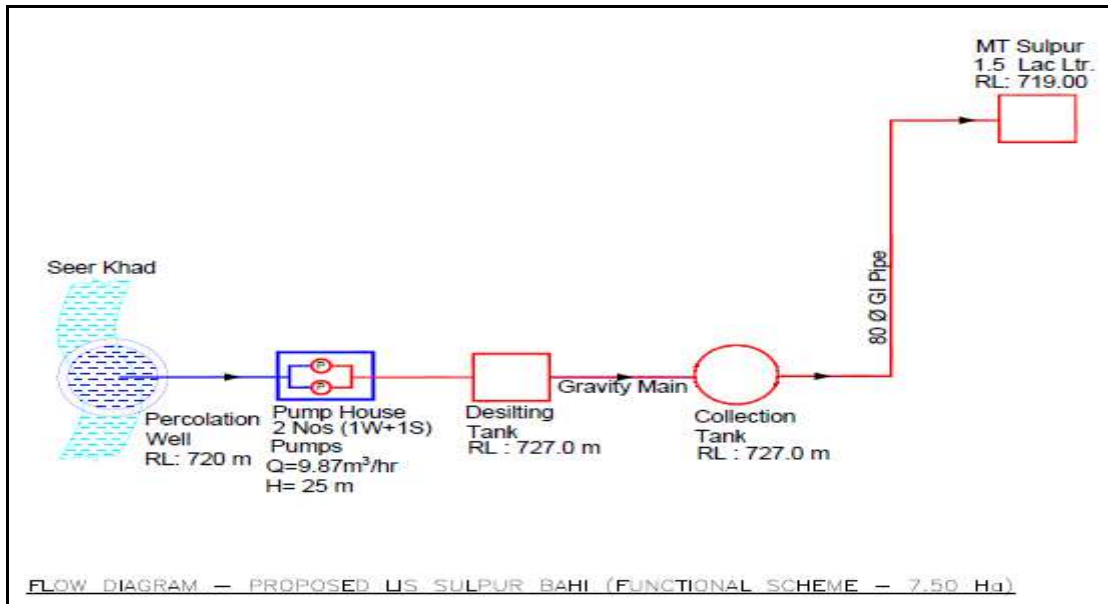 MT Sulpur
1.5 Lac Ltr.
RL: 719.00
80 Ø GI Pipe
Seer Khad
Percolation
Well
RL: 720 m
P
P
Pump House
2 Nos (1W+1S)
Pumps
Q=9.87m³/hr
H= 25 m
Desilting
Tank
RL : 727.0 m
Gravity Main
Collection
Tank
RL : 727.0 m
FLOW DIAGRAM – PROPOSED LIS SULPUR BAHI (FUNCTIONAL SCHEME – 7.50 Ha)